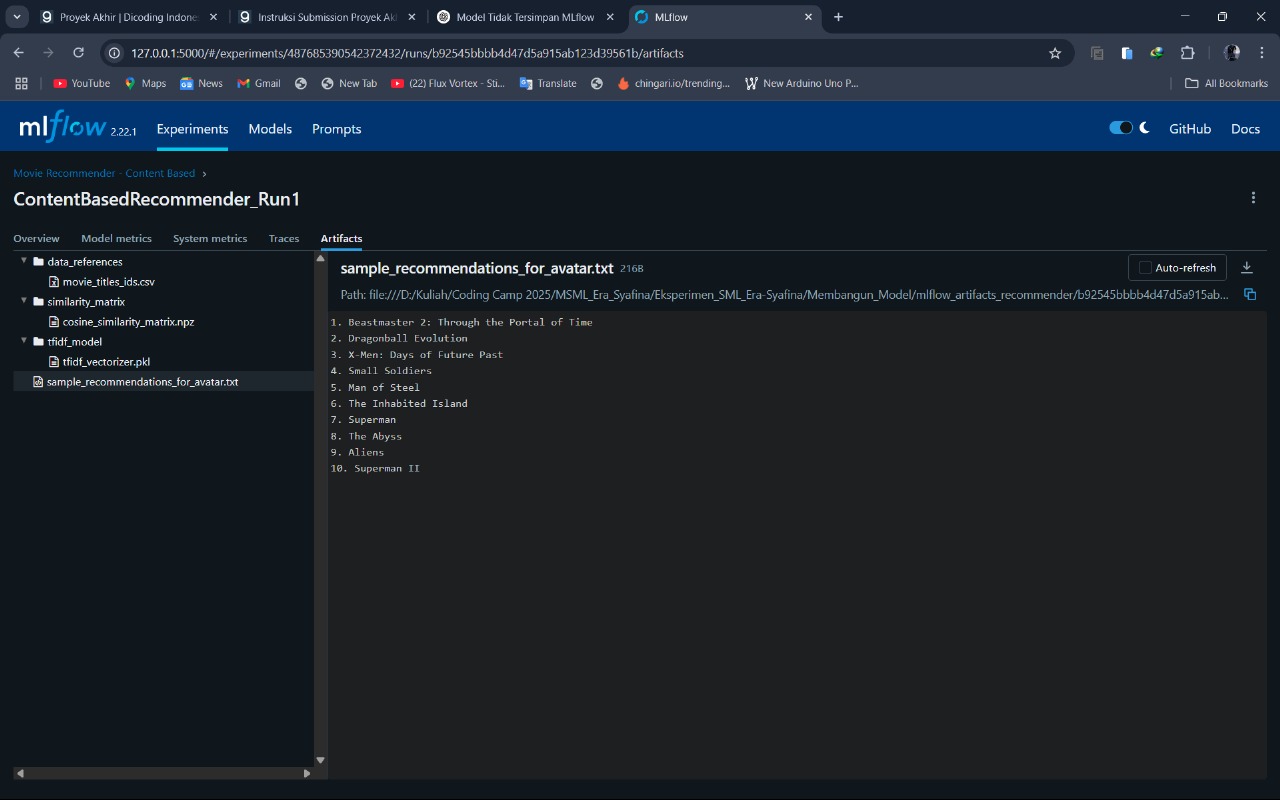 Proyek Akhir | Dicoding Indone
Instruksi Submission Proyek Ak
Model Tidak Tersimpan MLflow
MLflow
127.0.0.1:5000/#/experiments/487685390542372432/runs/b92545bbbb4d47d5a915ab123d39561b/artifacts
YouTube
Maps
News
Gmail
New Tab
(22) Flux Vortex - Sti...
Translate
chingari.io/trending...
New Arduino Uno P...
All Bookmarks
mlflow 2.22.1
Experiments
Models
Prompts
GitHub
Docs
Movie Recommender - Content Based
ContentBasedRecommender_Run1
Overview
Model metrics
System metrics
Traces
Artifacts
data_references
movie_titles_ids.csv
similarity_matrix
cosine_similarity_matrix.npz
tfidf_model
tfidf_vectorizer.pkl
sample_recommendations_for_avatar.txt
sample_recommendations_for_avatar.txt 216B
Auto-refresh
Path: file:///D:/Kuliah/Coding Camp 2025/MSML_Era_Syafina/Eksperimen_SML_Era-Syafina/Membangun_Model/mlflow_artifacts_recommender/b92545bbbb4d47d5a915ab...
1. Beastmaster 2: Through the Portal of Time
2. Dragonball Evolution
3. X-Men: Days of Future Past
4. Small Soldiers
5. Man of Steel
6. The Inhabited Island
7. Superman
8. The Abyss
9. Aliens
10. Superman II